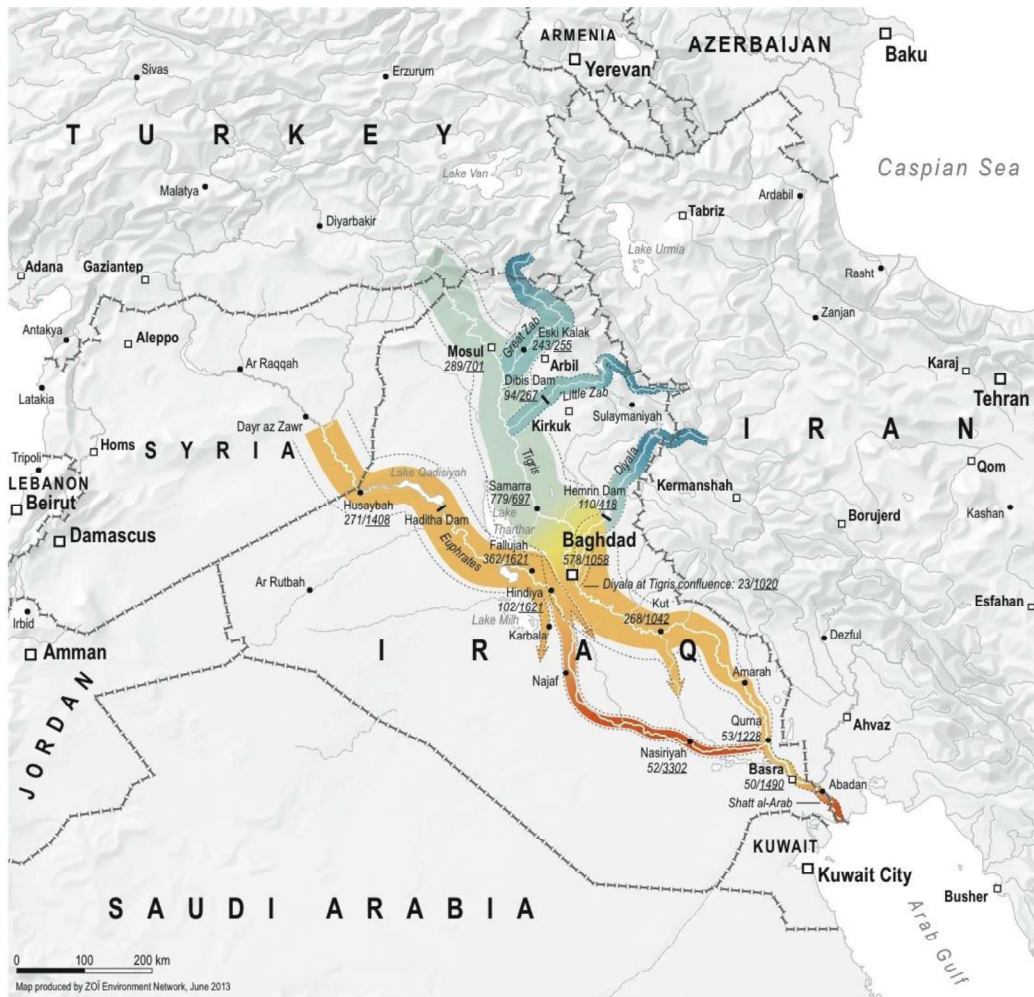 ARMENIA
Yerevan
AZERBAIJAN
Baku
Sivas
Erzurum
T U R K E Y
Caspian Sea
Lake Van
Malatya
Ardabil
Tabriz
Diyarbakir
Lake Urmia
Adana
Gaziantep
Rasht
Zanjan
Antakya
Aleppo
Great Zab
Eski Kalak
243/255
Mosul
289/701
Arbil
Ar Raqqah
Dibis Dam
94/267
Little Zab
Karaj
Tehran
Latakia
Sulaymaniyah
Kirkuk
Dayr az Zawr
I R A N
Homs
S Y R I A
Tigris
Diyala
Tripoli
Qom
LEBANON
Beirut
Lake Qadisiyah
Kermanshah
Samarra
779/697
Hemrin Dam
110/418
Husaybah
271/1408
Haditha Dam
Lake
Tharthar
Kashan
Borujerd
Damascus
Baghdad
578/1058
Fallujah
362/1621
Euphrates
Ar Rutbah
Diyala at Tigris confluence: 23/1020
Hindiya
102/1621
Kut
268/1042
Esfahan
Lake Milh
Karbala
Irbid
Dezful
Amman
I R A Q
Najaf
Amarah
JORDAN
Qurna
53/1228
Ahvaz
Nasiriyah
52/3302
Basra
50/1490
Abadan
Shatt al-Arab
KUWAIT
Kuwait City
Busher
S A U D I A R A B I A
Arab Gulf
0 100 200 km
Map produced by ZOÏ Environment Network, June 2013